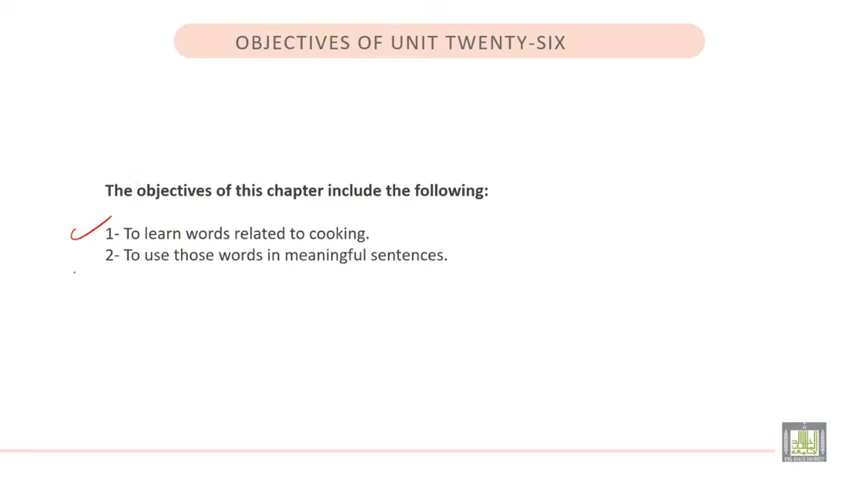 OBJECTIVES OF UNIT TWENTY-SIX
The objectives of this chapter include the following:
1- To learn words related to cooking.
2- To use those words in meaningful sentences.